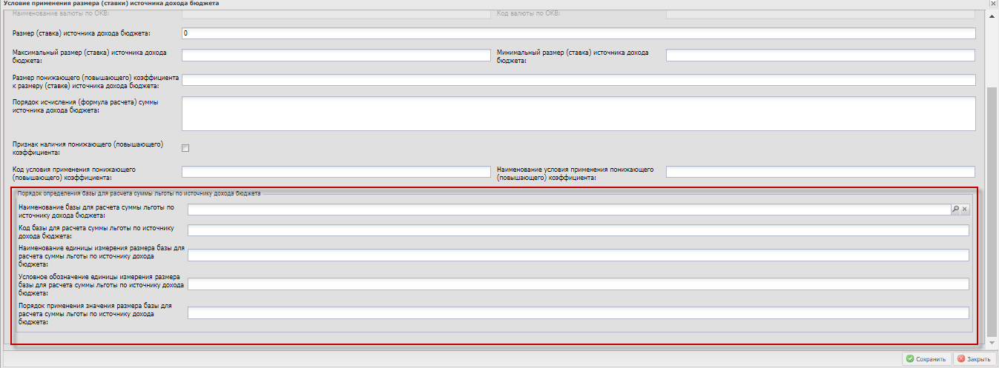 Условие применения размера (ставки) источника дохода бюджета
Наименование валюты по ОКВ:
Код валюты по ОКВ:
Размер (ставка) источника дохода бюджета:
0
Максимальный размер (ставка) источника дохода
бюджета:
Минимальный размер (ставка) источника дохода
бюджета:
Размер понижающего (повышающего) коэффициента
к размеру (ставке) источника дохода бюджета:
Порядок исчисления (формула расчета) суммы
источника дохода бюджета:
Признак наличия понижающего (повышающего)
коэффициента:
Код условия применения понижающего
(повышающего) коэффициента:
Наименование условия применения понижающего
(повышающего) коэффициента:
Порядок определения базы для расчета суммы льготы по источнику дохода бюджета
Наименование базы для расчета суммы льготы по
источнику дохода бюджета:
Код базы для расчета суммы льготы по источнику
дохода бюджета:
Наименование единицы измерения размера базы для
расчета суммы льготы по источнику дохода
бюджета:
Условное обозначение единицы измерения размера
базы для расчета суммы льготы по источнику дохода
бюджета:
Порядок применения значения размера базы для
расчета суммы льготы по источнику дохода
бюджета:
Сохранить
Закрыть